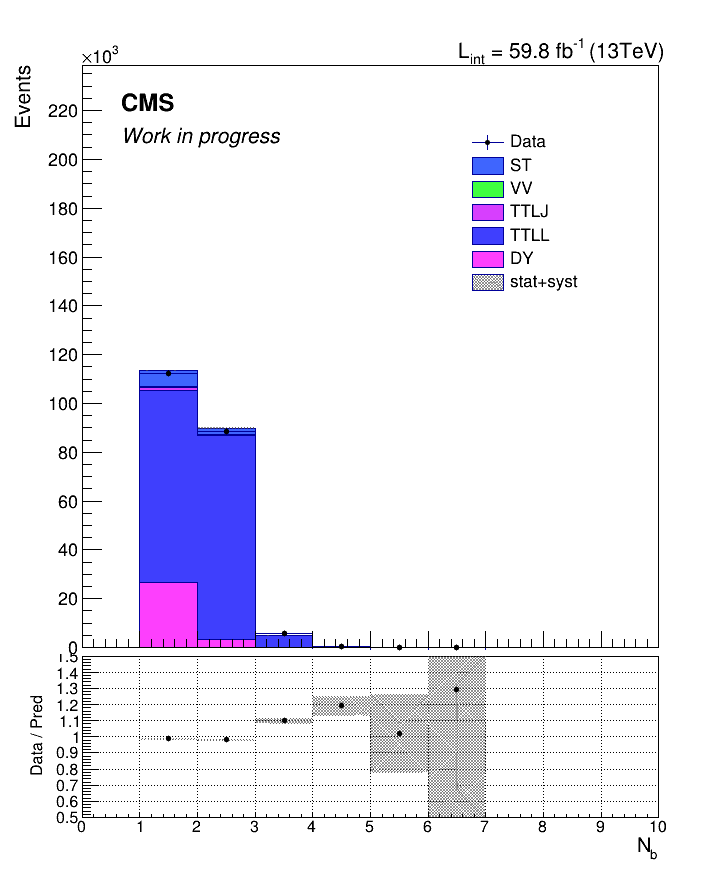 ×10³
L_int = 59.8 fb⁻¹ (13TeV)
Events
CMS
Work in progress
220
200
180
160
140
120
100
80
60
40
20
0
Data
ST
VV
TTLJ
TTLL
DY
stat+syst
Data / Pred
1.5
1.4
1.3
1.2
1.1
1
0.9
0.8
0.7
0.6
0.5
0 1 2 3 4 5 6 7 8 9 10
N_b